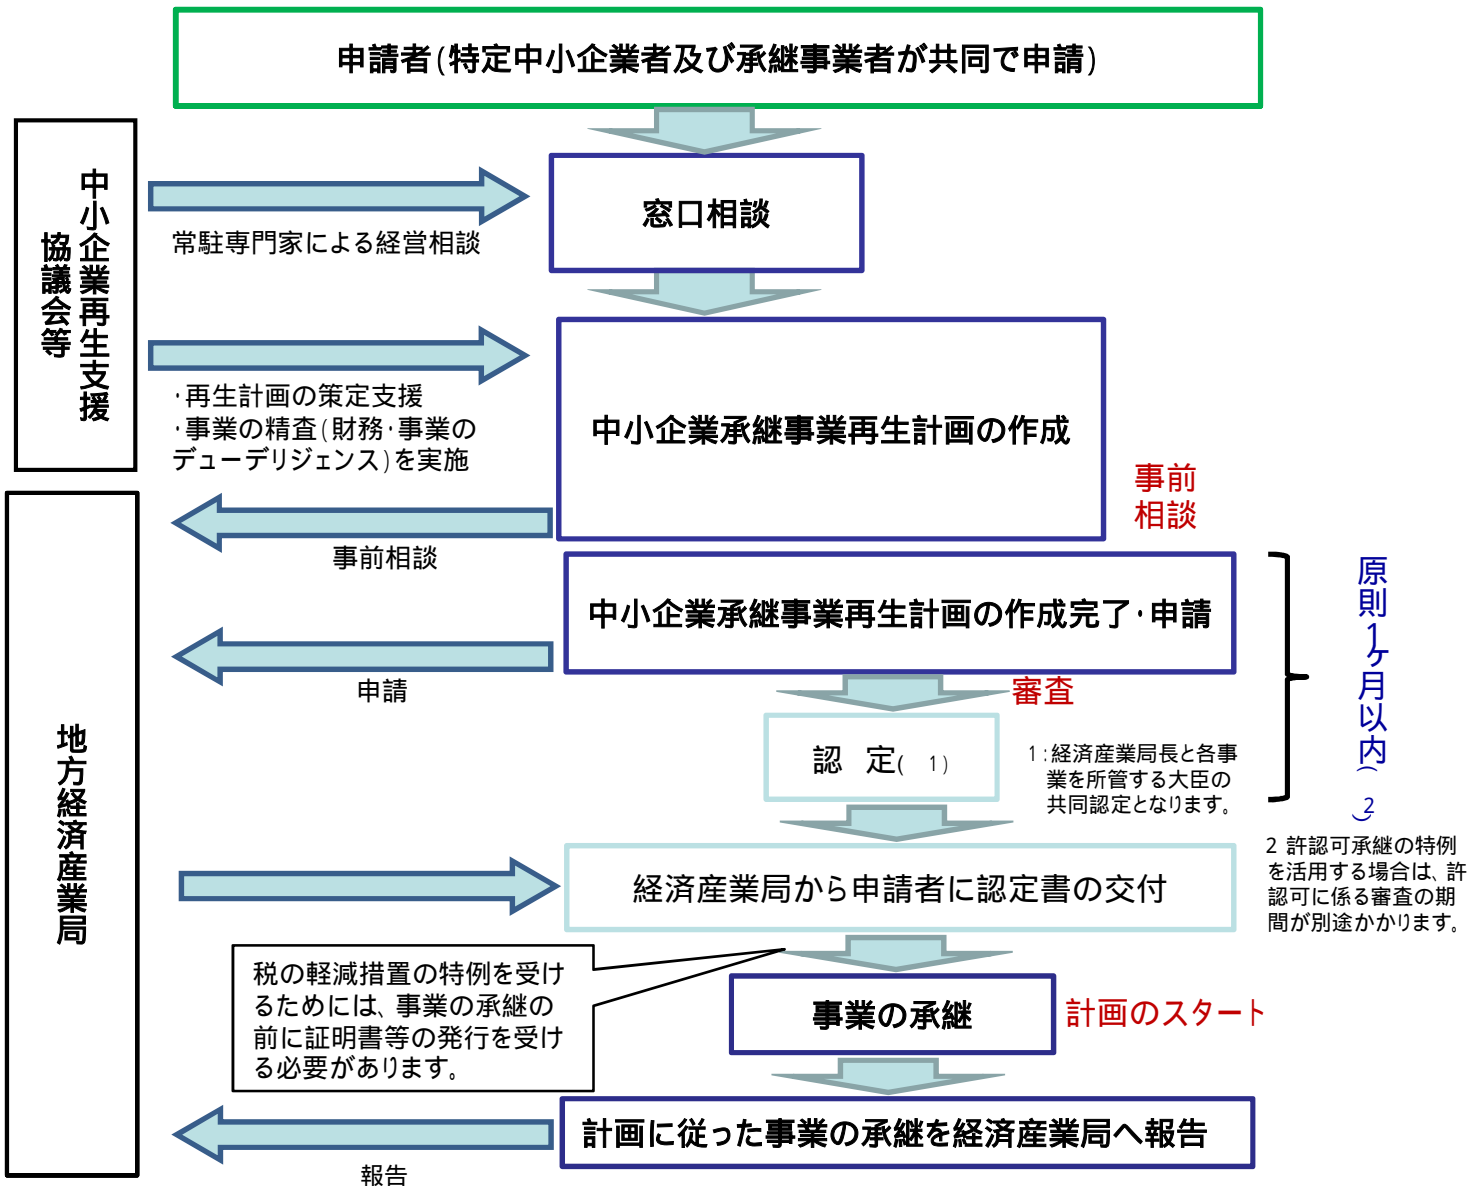 申請者(特定中小企業者及び承継事業者が共同で申請)
中小企業再生支援
協議会等
窓口相談
常駐専門家による経営相談
中小企業承継事業再生計画の作成
・再生計画の策定支援
・事業の精査(財務・事業の
デューデリジェンス)を実施
事前
相談
事前相談
中小企業承継事業再生計画の作成完了・申請
申請
審査
原則1ヶ月以内( 2)
認 定( 1)
1:経済産業局長と各事
業を所管する大臣の
共同認定となります。
2 許認可承継の特例
を活用する場合は、許
認可に係る審査の期
間が別途かかります。
地方経済産業局
経済産業局から申請者に認定書の交付
税の軽減措置の特例を受け
るためには、事業の承継の
前に証明書等の発行を受け
る必要があります。
事業の承継
計画のスタート
計画に従った事業の承継を経済産業局へ報告
報告